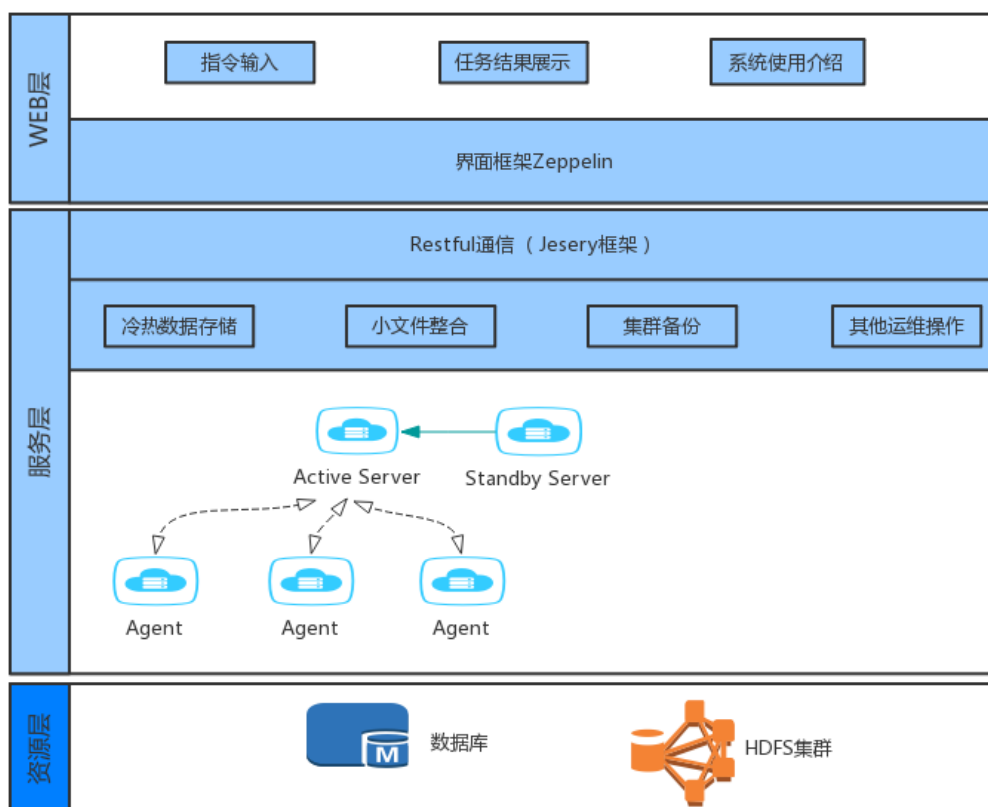 WEB层
指令输入
任务结果展示
系统使用介绍
界面框架Zeppelin
服务层
Restful通信（Jesery框架）
冷热数据存储
小文件整合
集群备份
其他运维操作
Active Server
Standby Server
Agent
Agent
Agent
资源层
M
数据库
HDFS集群